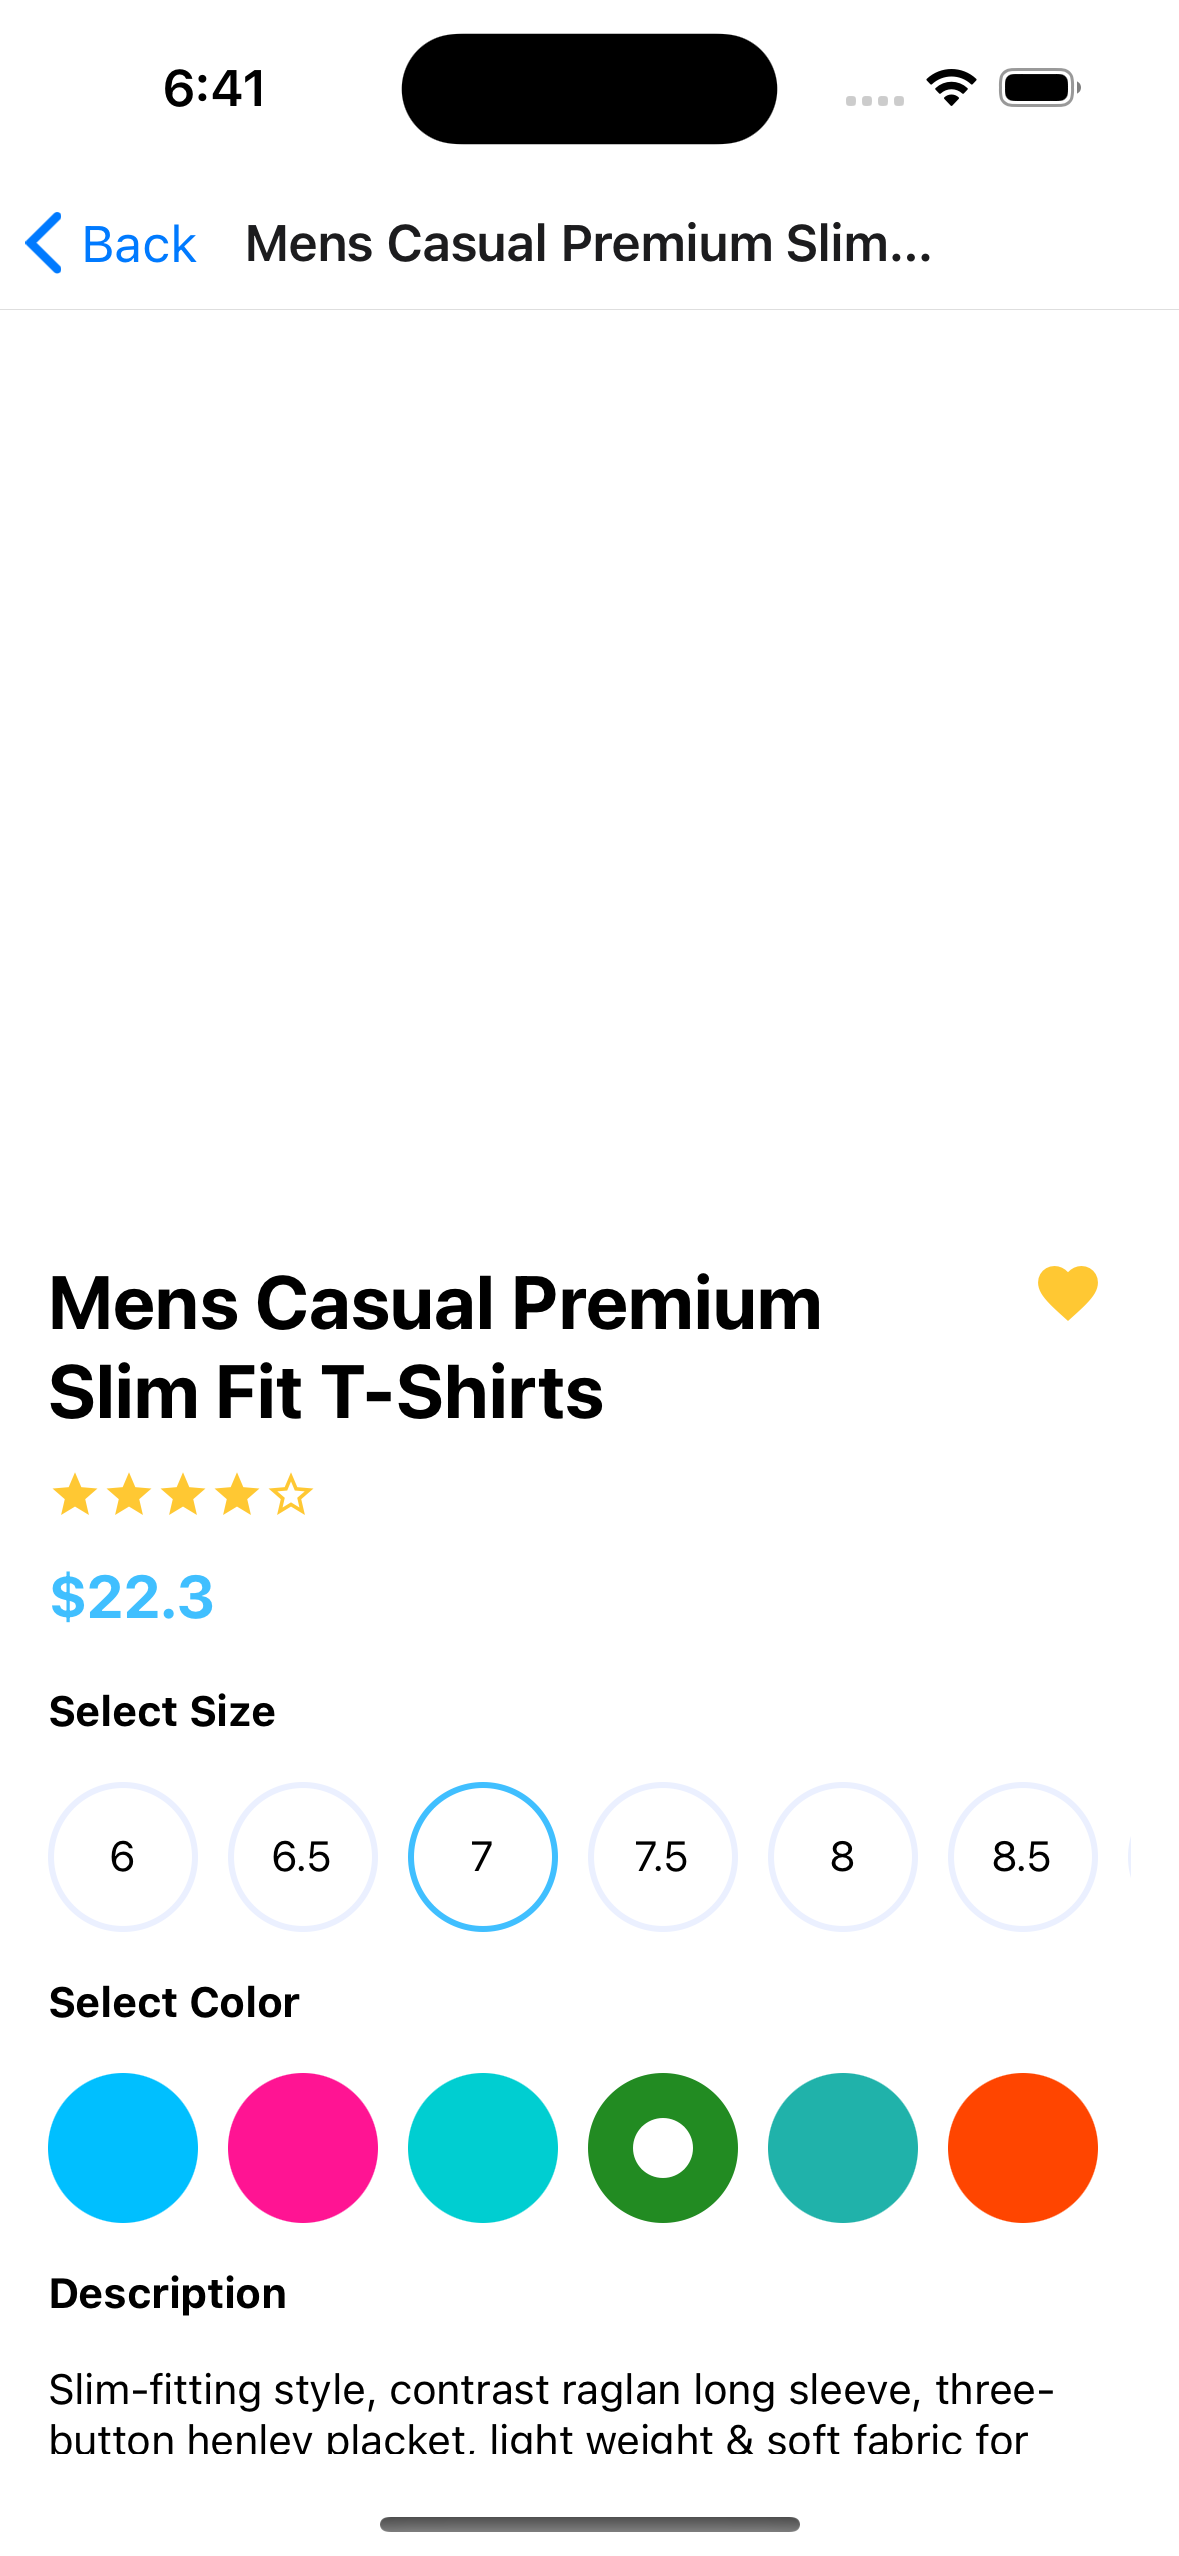 6:41
Back
Mens Casual Premium Slim...
Mens Casual Premium
Slim Fit T-Shirts
$22.3
Select Size
6
6.5
7
7.5
8
8.5
Select Color
Description
Slim-fitting style, contrast raglan long sleeve, three-
button henley placket, light weight & soft fabric for